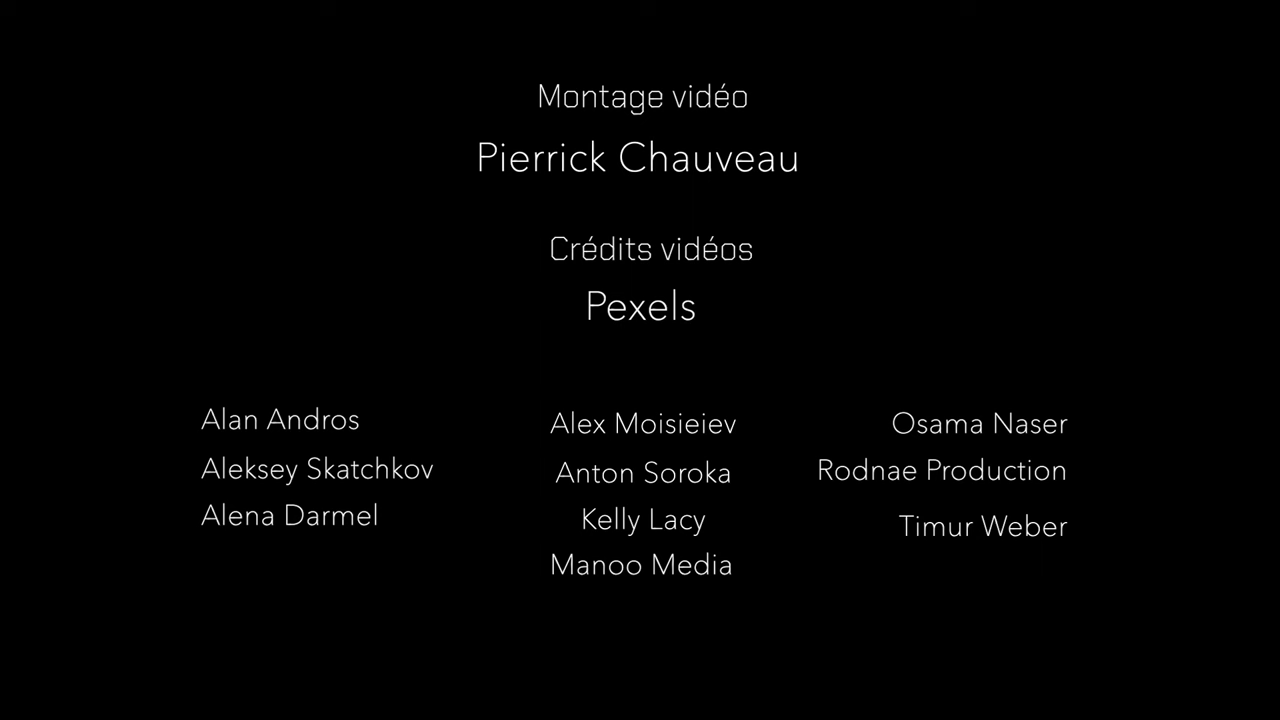 Montage vidéo
Pierrick Chauveau
Crédits vidéos
Pexels
Alan Andros
Aleksey Skatchkov
Alena Darmel
Alex Moisieiev
Anton Soroka
Kelly Lacy
Manoo Media
Osama Naser
Rodnae Production
Timur Weber